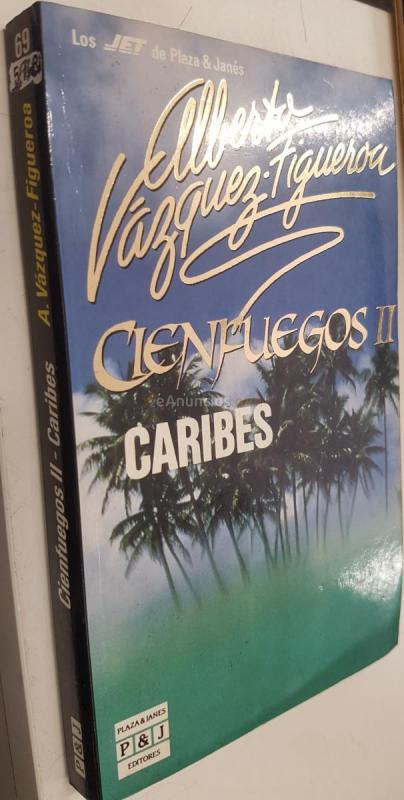 Los JET de Plaza & Janés
Alberto
Vázquez-Figueroa
CIENFUEGOS II
CARIBES
eAnuncios
PLAZA & JANES
P & J
EDITORES
69
A. Vázquez-Figueroa
Cienfuegos II - Caribes
P & J